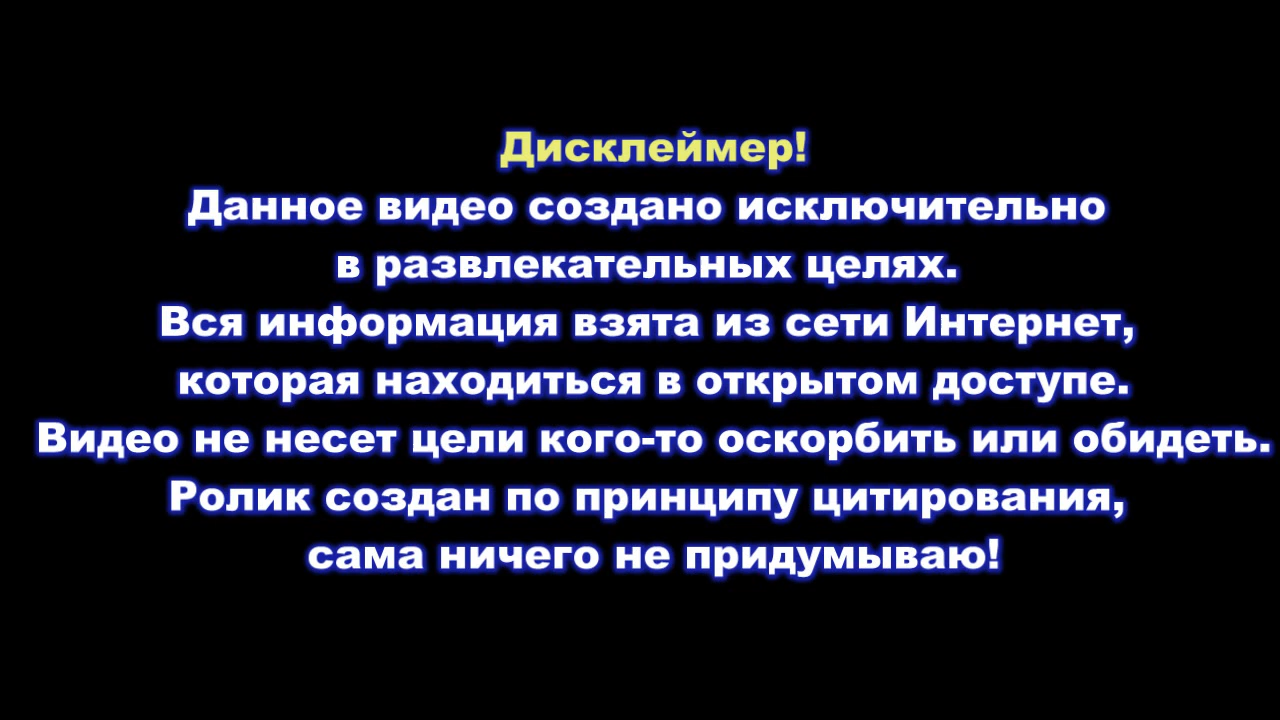 Дисклеймер!
Данное видео создано исключительно
в развлекательных целях.
Вся информация взята из сети Интернет,
которая находиться в открытом доступе.
Видео не несет цели кого-то оскорбить или обидеть.
Ролик создан по принципу цитирования,
сама ничего не придумываю!